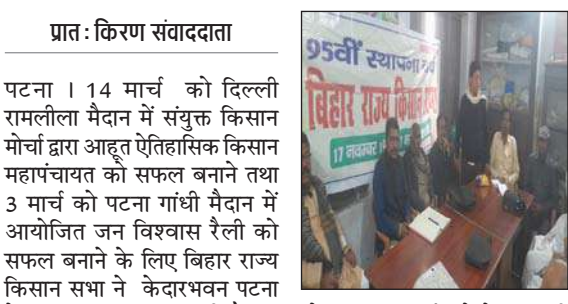 प्रात : किरण संवाददाता
पटना । 14 मार्च को दिल्ली
रामलीला मैदान में संयुक्त किसान
मोर्चा द्वारा आहूत ऐतिहासिक किसान
महापंचायत को सफल बनाने तथा
3 मार्च को पटना गांधी मैदान में
आयोजित जन विश्वास रैली को
सफल बनाने के लिए बिहार राज्य
किसान सभा ने केदारभवन पटना
95वीं स्थापना
बिहार राज्य किसान
17 नवम्बर